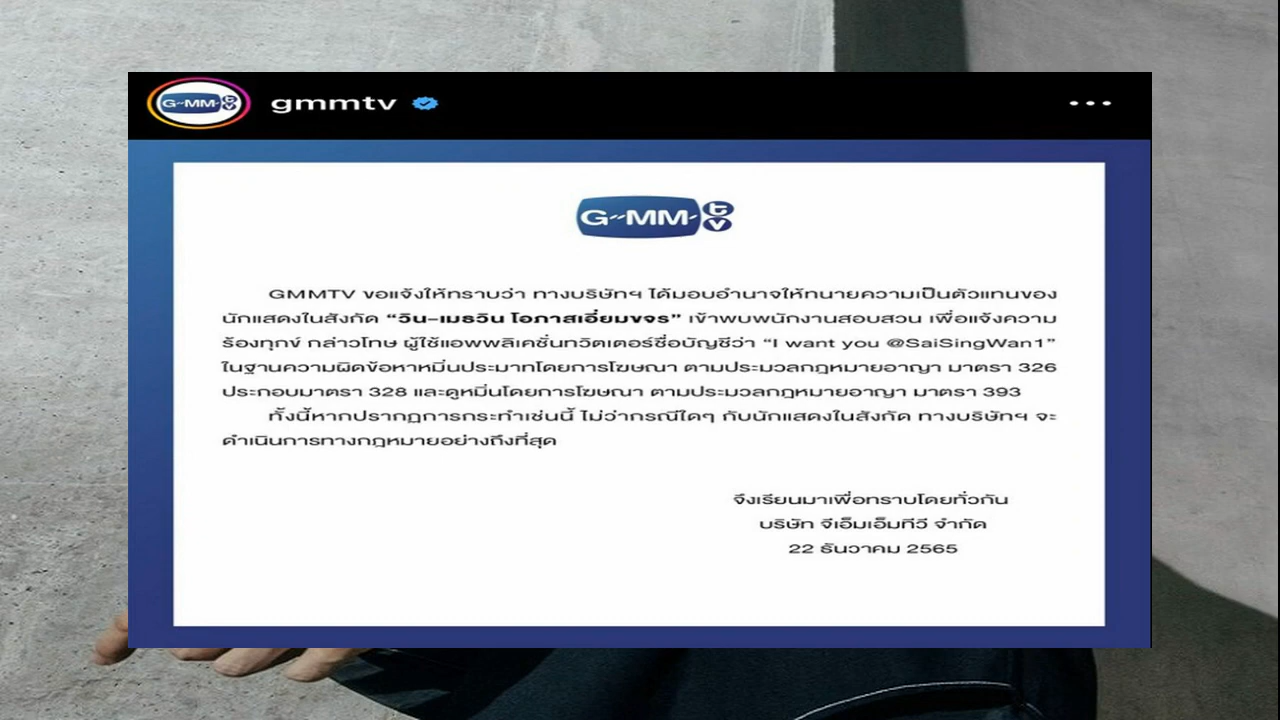 G-MM-tv
gmmtv
G-MM-tv
GMMTV ขอแจ้งให้ทราบว่า ทางบริษัทฯ ได้มอบอำนาจให้ทนายความเป็นตัวแทนของ
นักแสดงในสังกัด “วิน-เมธวิน โอภาสเอี่ยมขจร” เข้าพบพนักงานสอบสวน เพื่อแจ้งความ
ร้องทุกข์ กล่าวโทษ ผู้ใช้แอพพลิเคชั่นทวิตเตอร์ชื่อบัญชีว่า “I want you @SaiSingWan1”
ในฐานความผิดข้อหาหมิ่นประมาทโดยการโฆษณา ตามประมวลกฎหมายอาญา มาตรา 326
ประกอบมาตรา 328 และดูหมิ่นโดยการโฆษณา ตามประมวลกฎหมายอาญา มาตรา 393
ทั้งนี้หากปรากฏการกระทำเช่นนี้ ไม่ว่ากรณีใดๆ กับนักแสดงในสังกัด ทางบริษัทฯ จะ
ดำเนินการทางกฎหมายอย่างถึงที่สุด
จึงเรียนมาเพื่อทราบโดยทั่วกัน
บริษัท จีเอ็มเอ็มทีวี จำกัด
22 ธันวาคม 2565